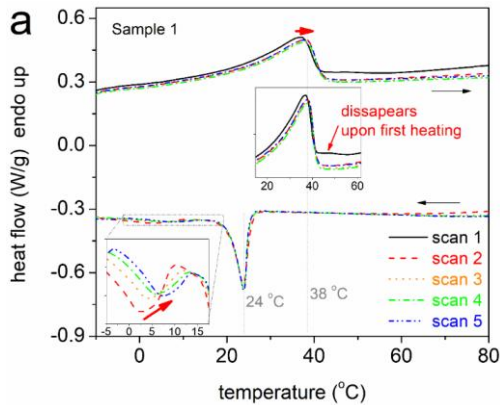 a
Sample 1
0.6
0.3
0.0
-0.3
-0.6
-0.9
heat flow (W/g) endo up
dissapears
upon first heating
20 30 40 50 60
-5 0 5 10 15
24 °C
38 °C
scan 1
scan 2
scan 3
scan 4
scan 5
0 20 40 60 80
temperature (°C)